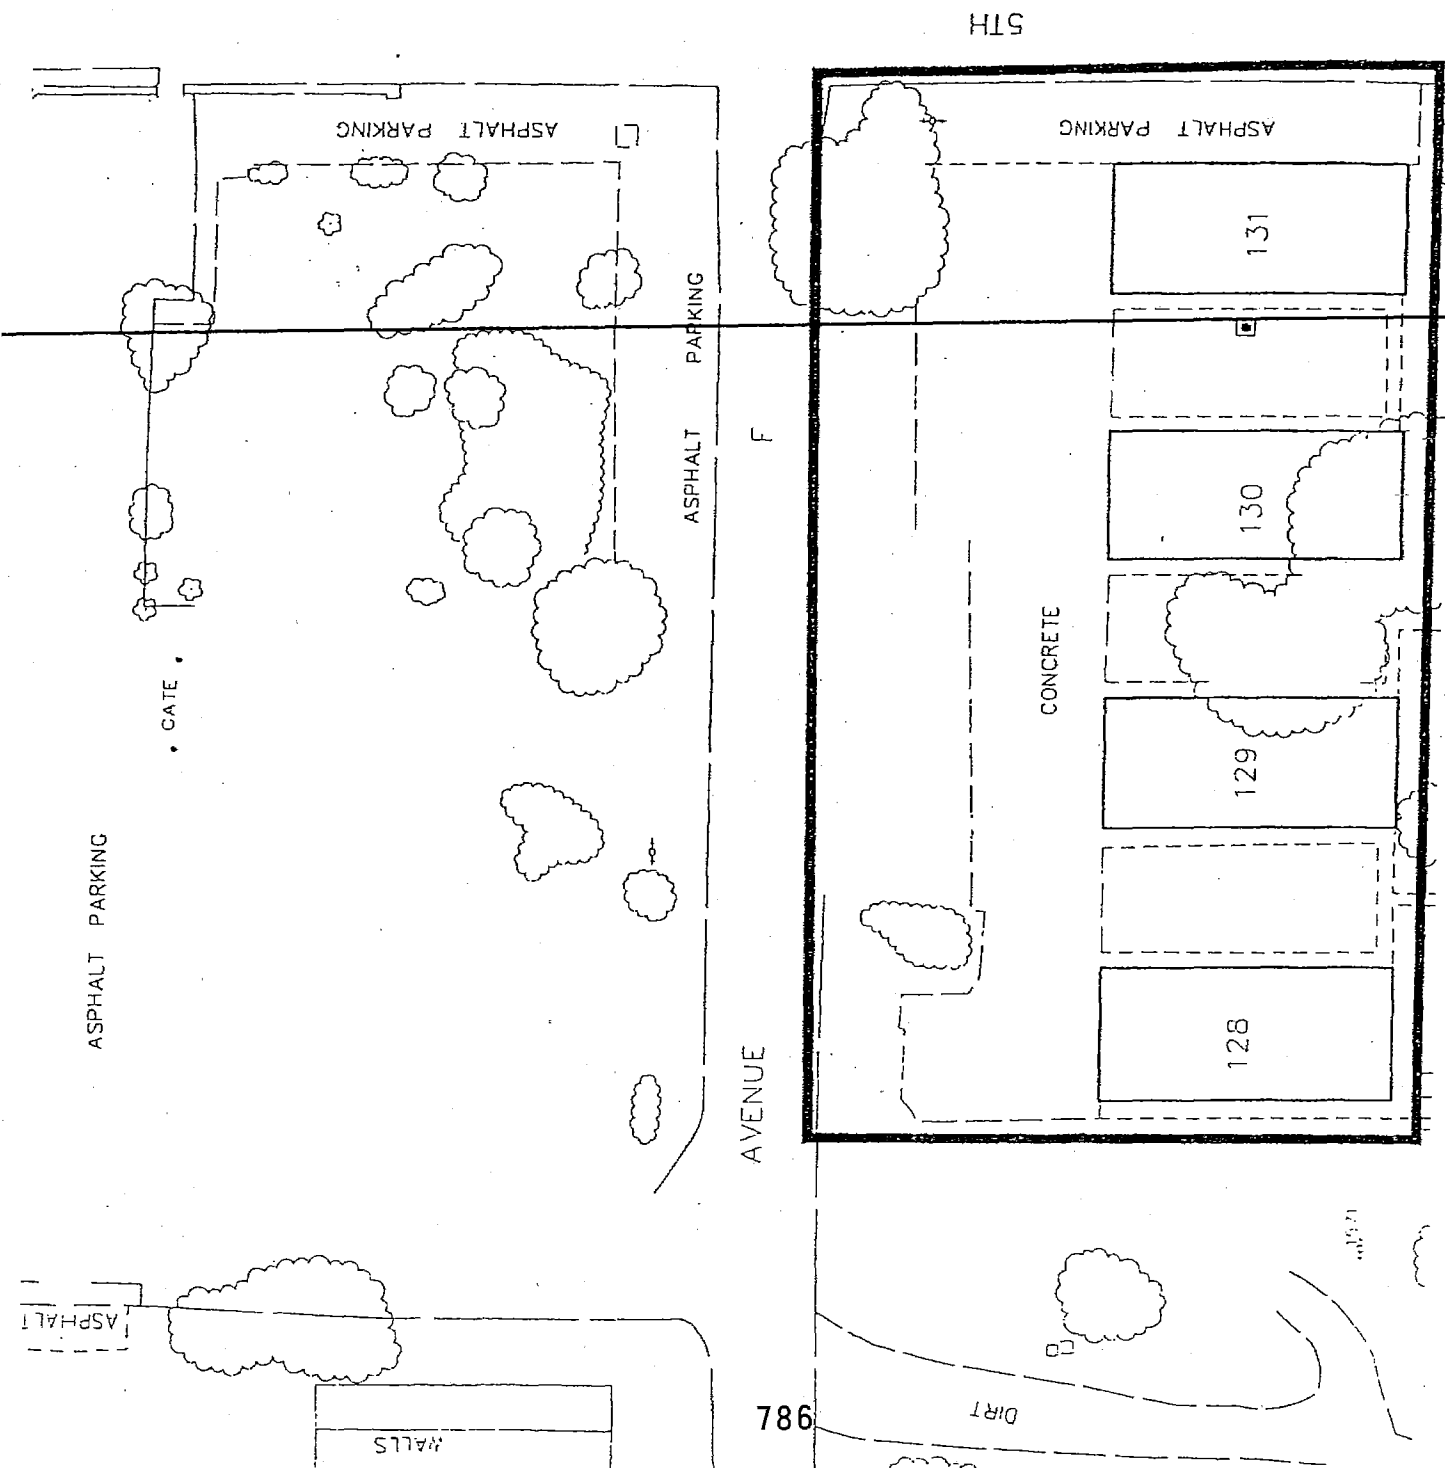 5TH
ASPHALT PARKING
ASPHALT PARKING
131
ASPHALT PARKING
F
130
CONCRETE
GATE
129
ASPHALT PARKING
128
AVENUE
ASPHALT
786
DIRT
WALLS